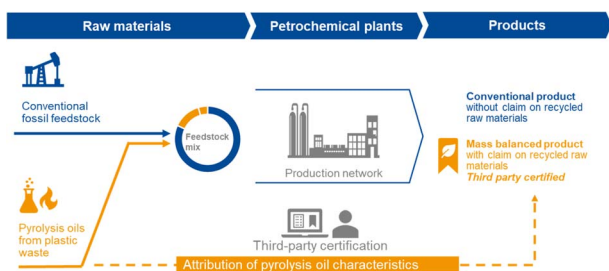 Raw materials
Petrochemical plants
Products
Conventional
fossil feedstock
Feedstock
mix
Production network
Conventional product
without claim on recycled
raw materials
Mass balanced product
with claim on recycled raw
materials
Third party certified
Pyrolysis oils
from plastic
waste
Third-party certification
Attribution of pyrolysis oil characteristics